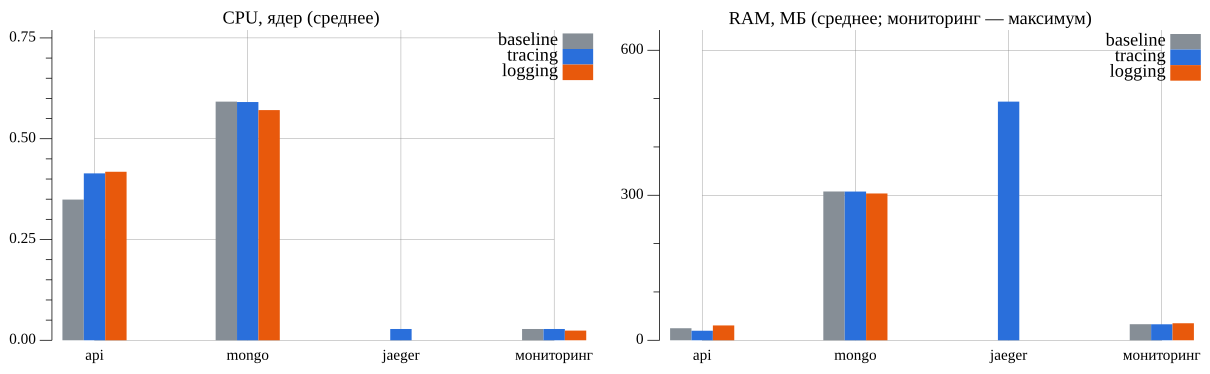 CPU, ядер (среднее)
baseline
tracing
logging
0.75
0.50
0.25
0.00
api
mongo
jaeger
мониторинг
RAM, МБ (среднее; мониторинг — максимум)
baseline
tracing
logging
600
300
0
api
mongo
jaeger
мониторинг